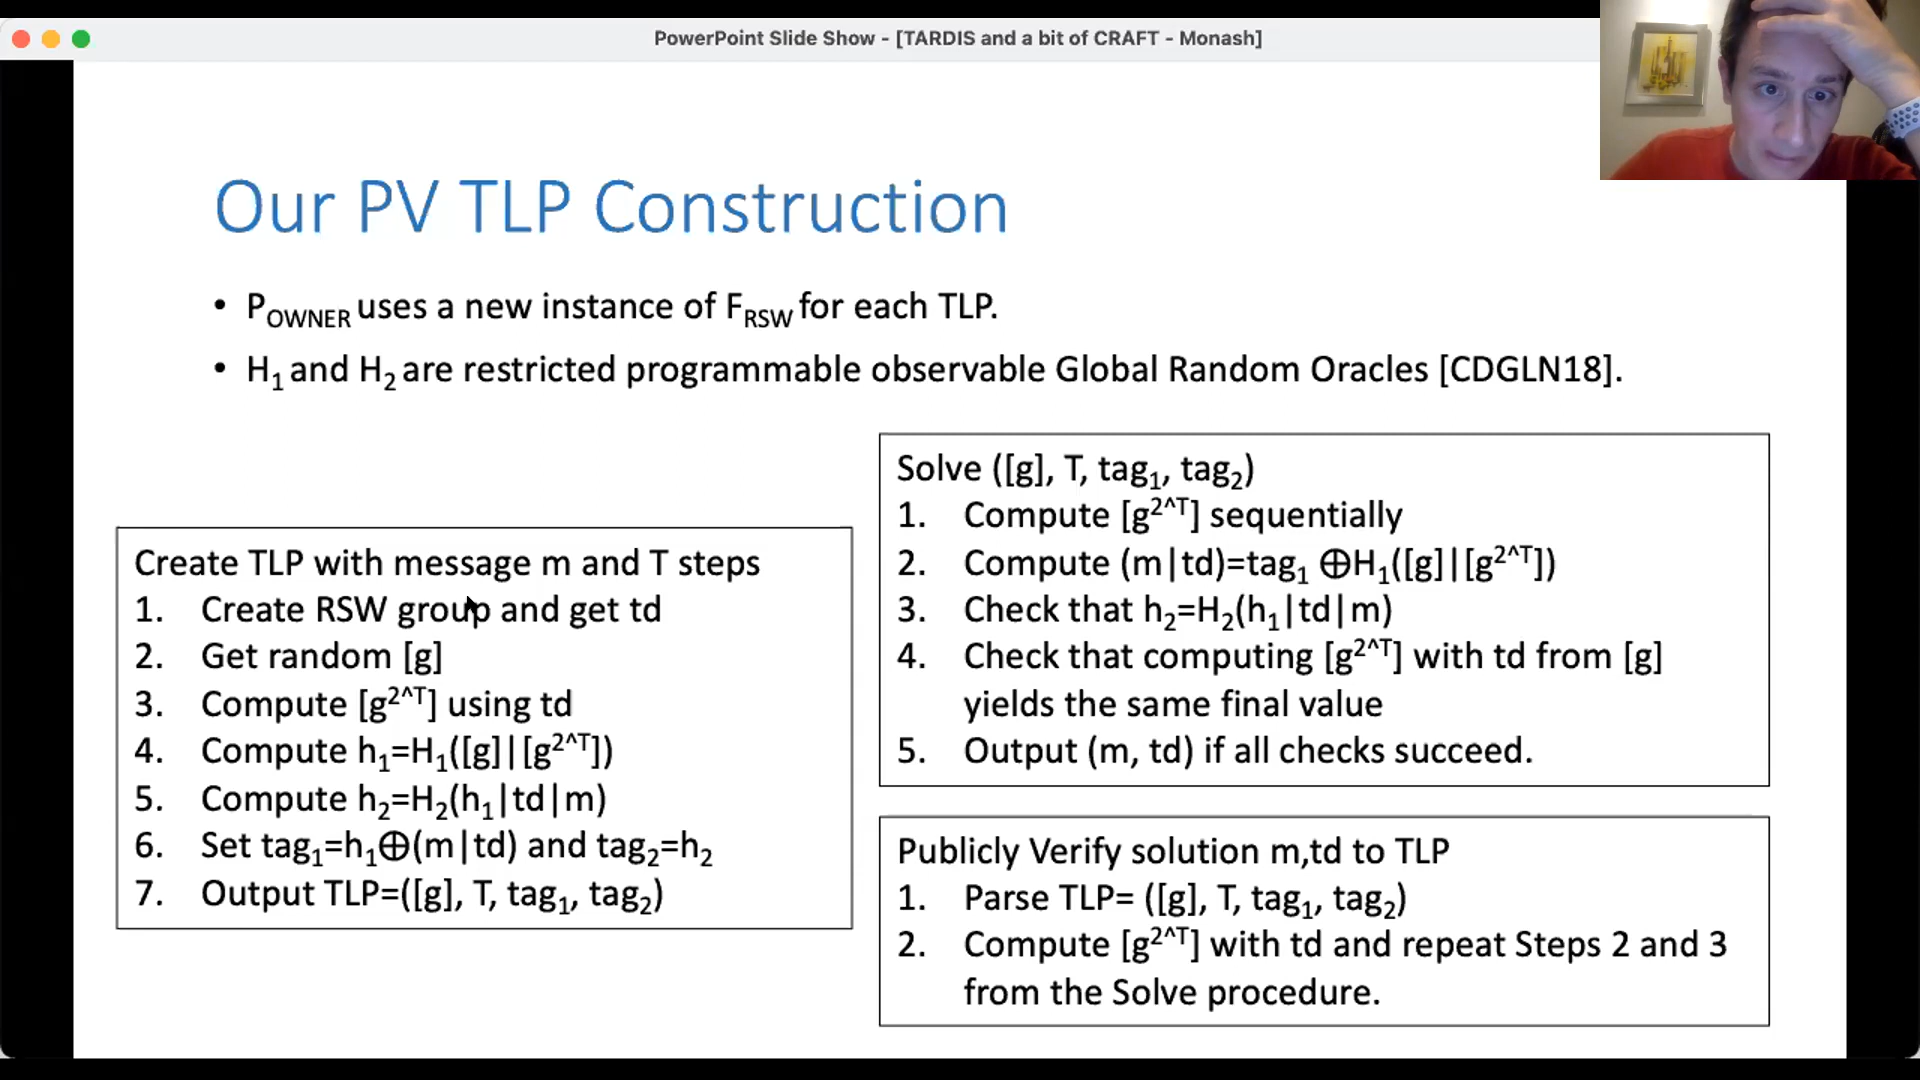 PowerPoint Slide Show - [TARDIS and a bit of CRAFT - Monash]
Our PV TLP Construction
• P_OWNER uses a new instance of F_RSW for each TLP.
• H₁ and H₂ are restricted programmable observable Global Random Oracles [CDGLN18].
Create TLP with message m and T steps
1. Create RSW group and get td
2. Get random [g]
3. Compute [g^2^T] using td
4. Compute h₁=H₁([g]|[g^2^T])
5. Compute h₂=H₂(h₁|td|m)
6. Set tag₁=h₁⊕(m|td) and tag₂=h₂
7. Output TLP=([g], T, tag₁, tag₂)
Solve ([g], T, tag₁, tag₂)
1. Compute [g^2^T] sequentially
2. Compute (m|td)=tag₁ ⊕H₁([g]|[g^2^T])
3. Check that h₂=H₂(h₁|td|m)
4. Check that computing [g^2^T] with td from [g]
yields the same final value
5. Output (m, td) if all checks succeed.
Publicly Verify solution m,td to TLP
1. Parse TLP= ([g], T, tag₁, tag₂)
2. Compute [g^2^T] with td and repeat Steps 2 and 3
from the Solve procedure.